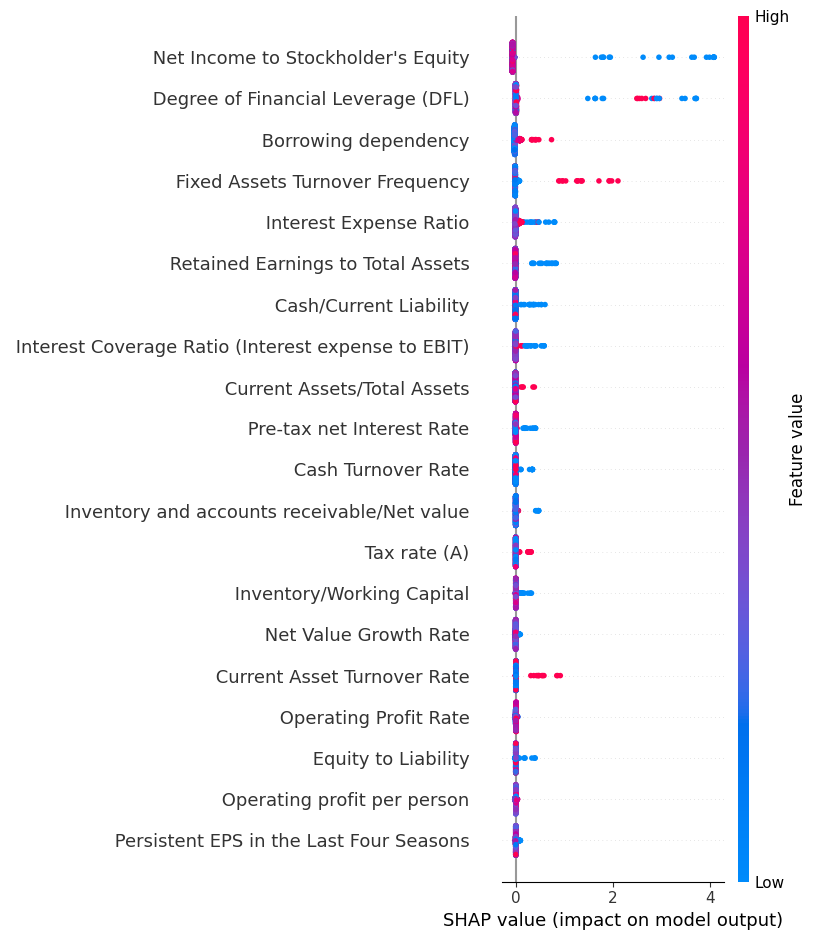 High
Net Income to Stockholder's Equity
Degree of Financial Leverage (DFL)
Borrowing dependency
Fixed Assets Turnover Frequency
Interest Expense Ratio
Retained Earnings to Total Assets
Cash/Current Liability
Interest Coverage Ratio (Interest expense to EBIT)
Current Assets/Total Assets
Pre-tax net Interest Rate
Cash Turnover Rate
Inventory and accounts receivable/Net value
Tax rate (A)
Inventory/Working Capital
Net Value Growth Rate
Current Asset Turnover Rate
Operating Profit Rate
Equity to Liability
Operating profit per person
Persistent EPS in the Last Four Seasons
Feature value
Low
0 2 4
SHAP value (impact on model output)